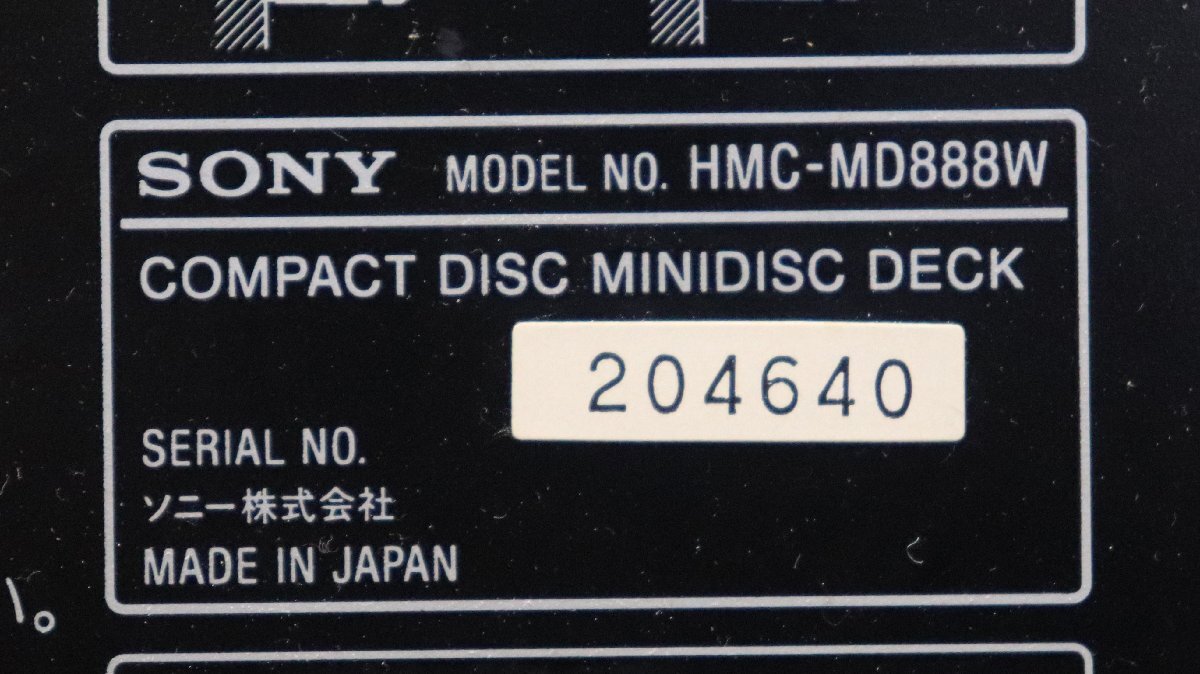 SONY MODEL NO. HMC-MD888W
COMPACT DISC MINIDISC DECK
204640
SERIAL NO.
ソニー株式会社
MADE IN JAPAN